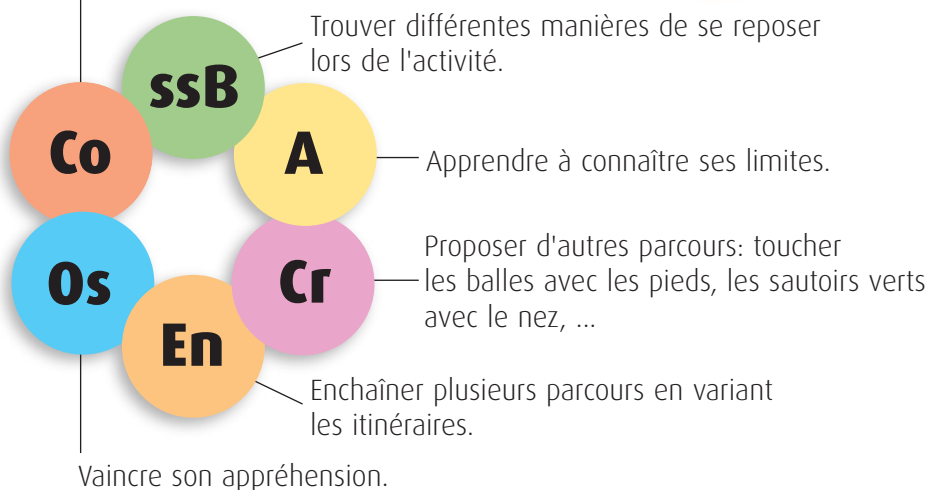 Trouver différentes manières de se reposer
lors de l'activité.
ssB
Co
A
Apprendre à connaître ses limites.
Proposer d'autres parcours: toucher
les balles avec les pieds, les sautoirs verts
avec le nez, ...
Os
Cr
En
Enchaîner plusieurs parcours en variant
les itinéraires.
Vaincre son appréhension.